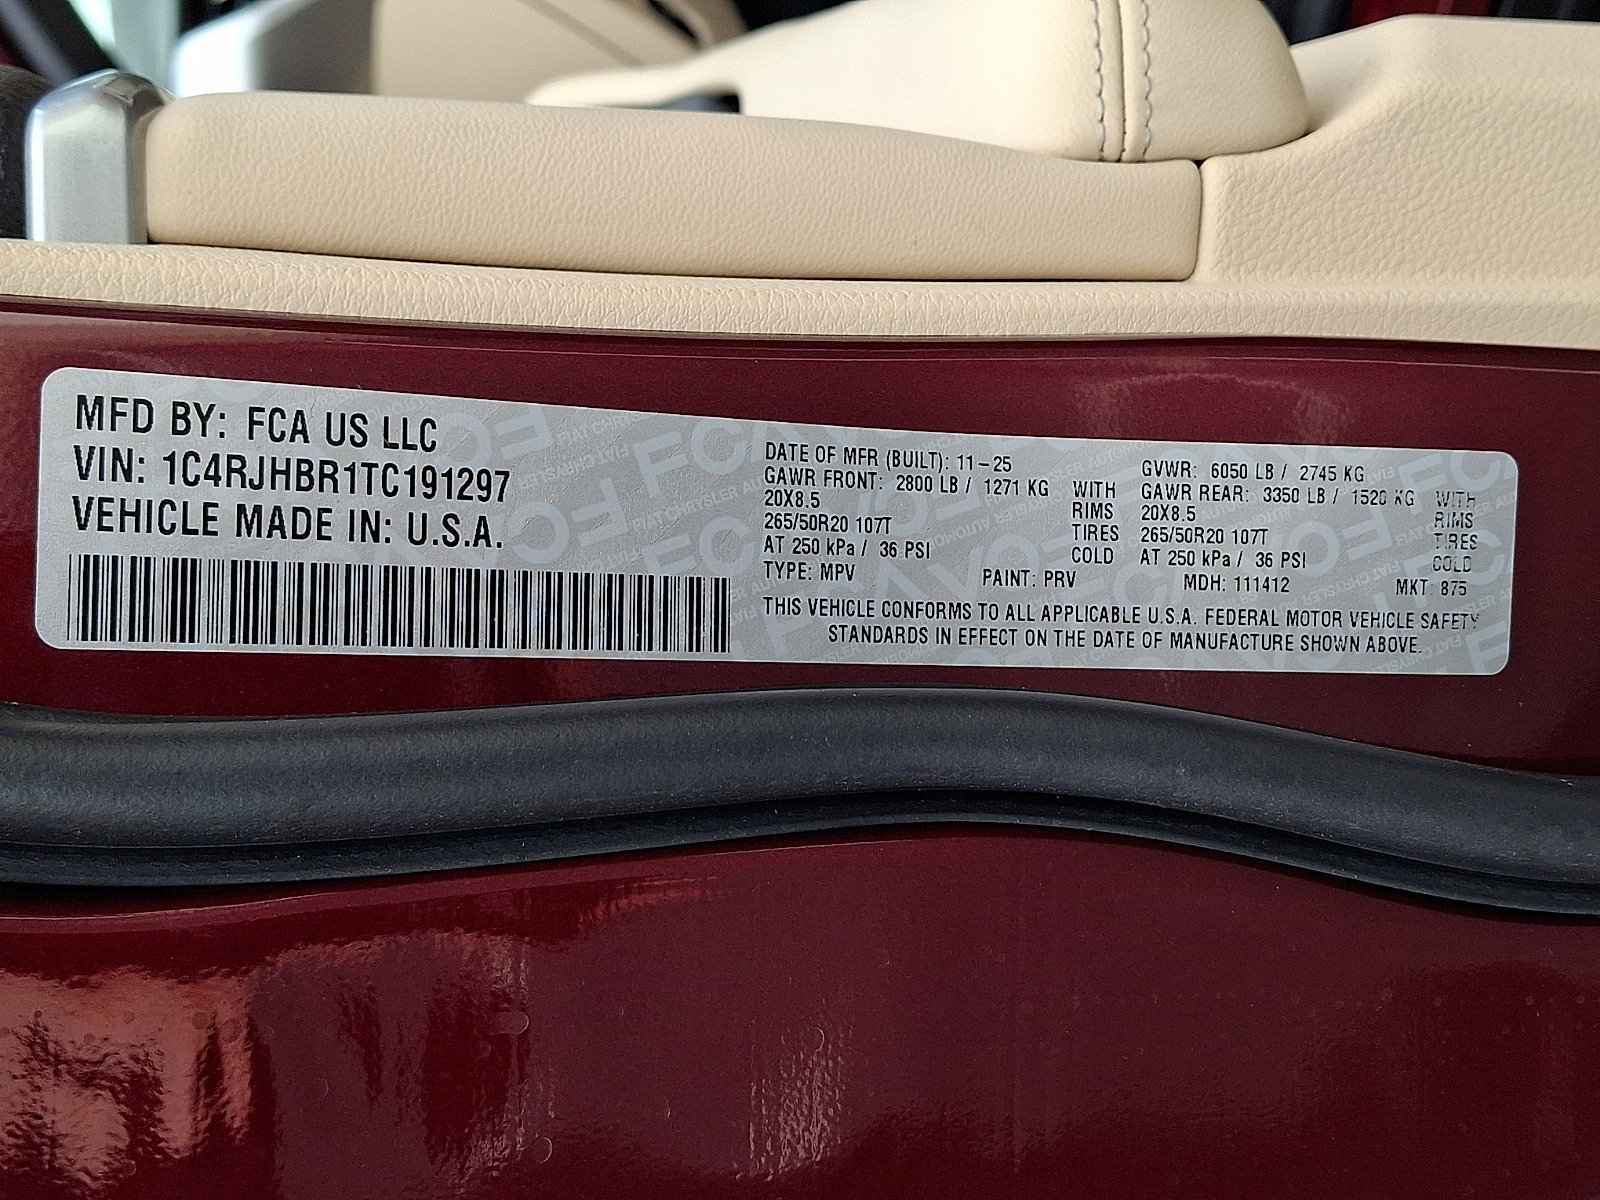 MFD BY: FCA US LLC
VIN: 1C4RJHBR1TC191297
VEHICLE MADE IN: U.S.A.
DATE OF MFR (BUILT): 11-25
GAWR FRONT: 2800 LB / 1271 KG WITH
20X8.5 RIMS
265/50R20 107T TIRES
AT 250 kPa / 36 PSI COLD
GVWR: 6050 LB / 2745 KG
GAWR REAR: 3350 LB / 1520 KG WITH
20X8.5 RIMS
265/50R20 107T TIRES
AT 250 kPa / 36 PSI COLD
TYPE: MPV PAINT: PRV MDH: 111412 MKT: 875
THIS VEHICLE CONFORMS TO ALL APPLICABLE U.S.A. FEDERAL MOTOR VEHICLE SAFETY
STANDARDS IN EFFECT ON THE DATE OF MANUFACTURE SHOWN ABOVE.